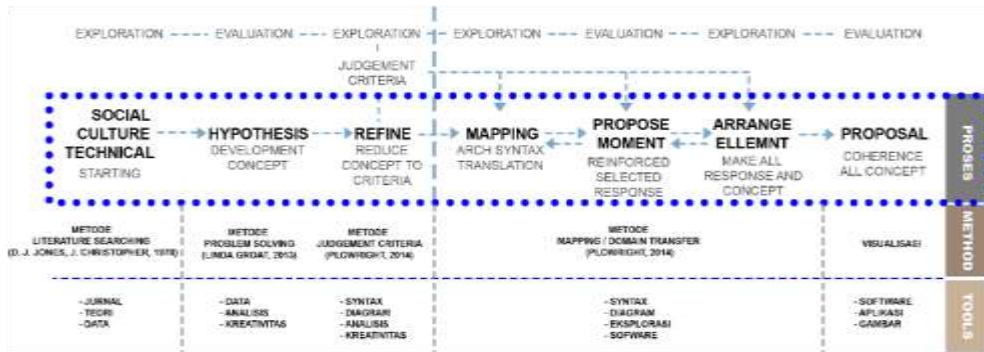 EXPLORATION EVALUATION EXPLORATION EXPLORATION EVALUATION EXPLORATION EVALUATION
JUDGEMENT
CRITERIA
SOCIAL
CULTURE
TECHNICAL
STARTING
HYPOTHESIS
DEVELOPMENT
CONCEPT
REFINE
REDUCE
CONCEPT TO
CRITERIA
MAPPING
ARCH SYNTAX
TRANSLATION
PROPOSE
MOMENT
REINFORCED
SELECTED
RESPONSE
ARRANGE
ELLEMNT
MAKE ALL
RESPONSE AND
CONCEPT
PROPOSAL
COHERENCE
ALL CONCEPT
PROSES
METODE
LITERATURE SEARCHING
(D. J. JONES, J. CHRISTOPHER, 1970)
METODE
PROBLEM SOLVING
(LINDA GROAT, 2013)
METODE
JUDGEMENT CRITERIA
(PLOWRIGHT, 2014)
METODE
MAPPING / DOMAIN TRANSFER
(PLOWRIGHT, 2014)
VISUALISASI
METHOD
- JURNAL
- TEORI
- DATA
- DATA
- ANALISIS
- KREATIVITAS
- SYNTAX
- DIAGRARI
- ANALISIS
- KREATIVITAS
- SYNTAX
- DIAGRAM
- EKSPLORASI
- SOFWARE
- SOFTWARE
- APLIKASI
- GAMBAR
TOOLS